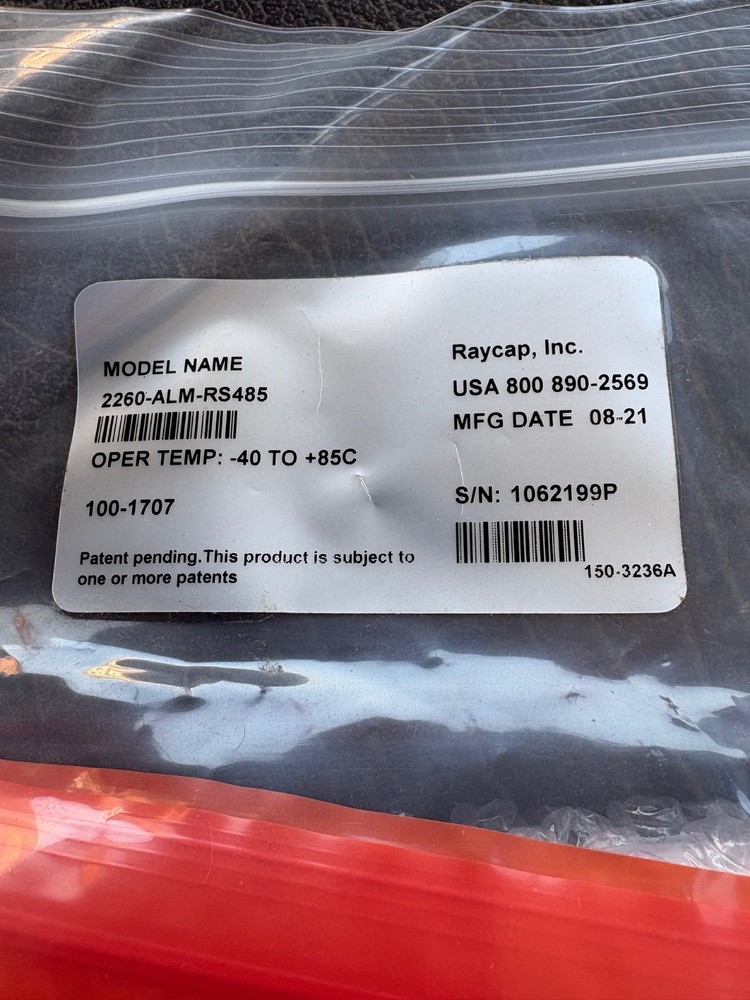 MODEL NAME
2260-ALM-RS485
OPER TEMP: -40 TO +85C
100-1707
Patent pending.This product is subject to
one or more patents
Raycap, Inc.
USA 800 890-2569
MFG DATE 08-21
S/N: 1062199P
150-3236A